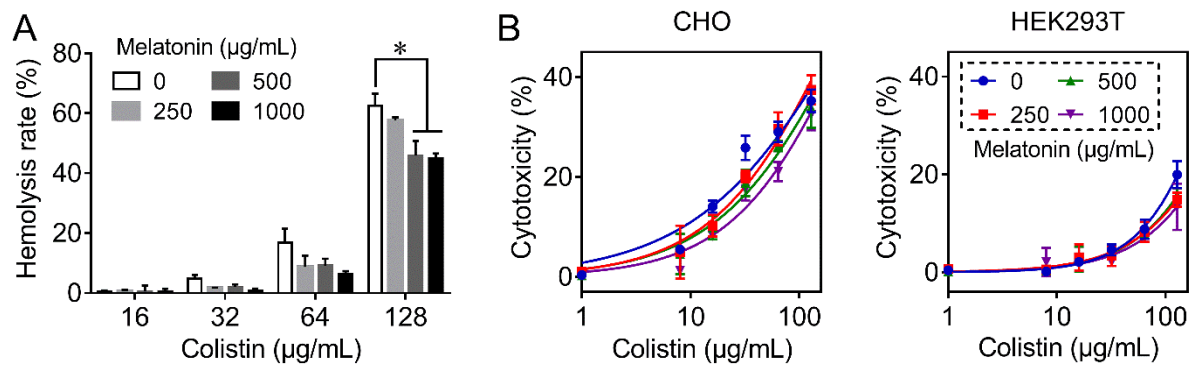 A
Melatonin (µg/mL)
0
500
250
1000
*
Hemolysis rate (%)
80
60
40
20
0
16
32
64
128
Colistin (µg/mL)
B
CHO
Cytotoxicity (%)
40
20
0
1
10
100
Colistin (µg/mL)
HEK293T
0
500
250
1000
Melatonin (µg/mL)
Cytotoxicity (%)
40
20
0
1
10
100
Colistin (µg/mL)